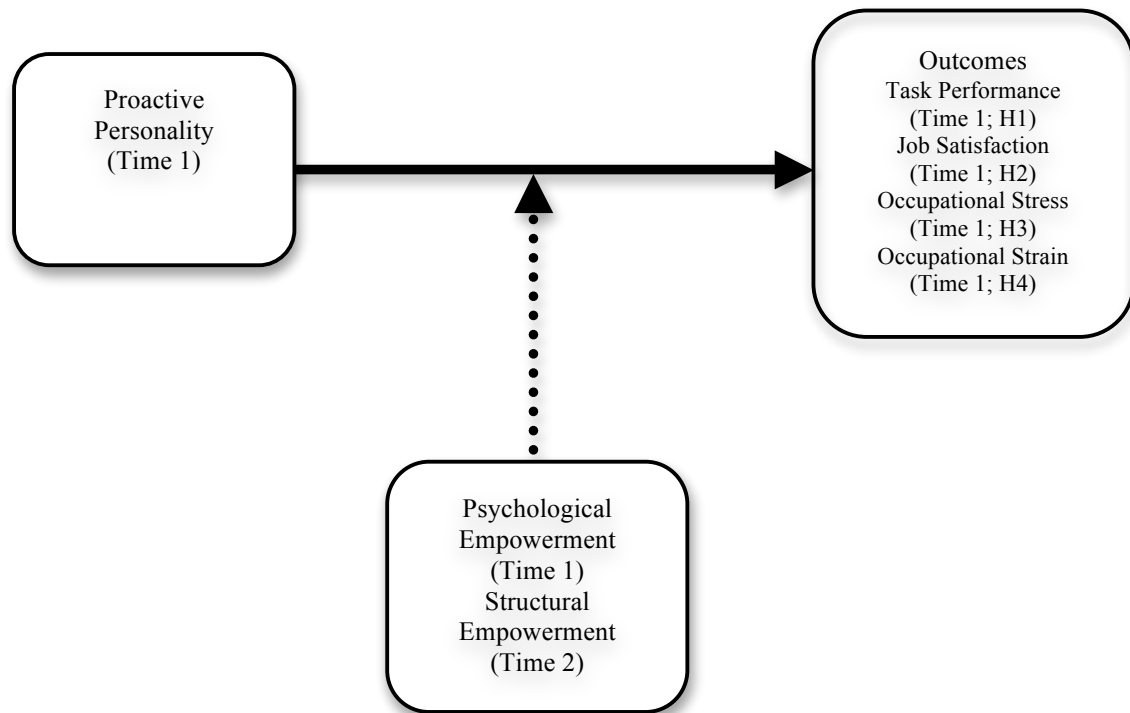 Proactive
Personality
(Time 1)
Outcomes
Task Performance
(Time 1; H1)
Job Satisfaction
(Time 1; H2)
Occupational Stress
(Time 1; H3)
Occupational Strain
(Time 1; H4)
Psychological
Empowerment
(Time 1)
Structural
Empowerment
(Time 2)